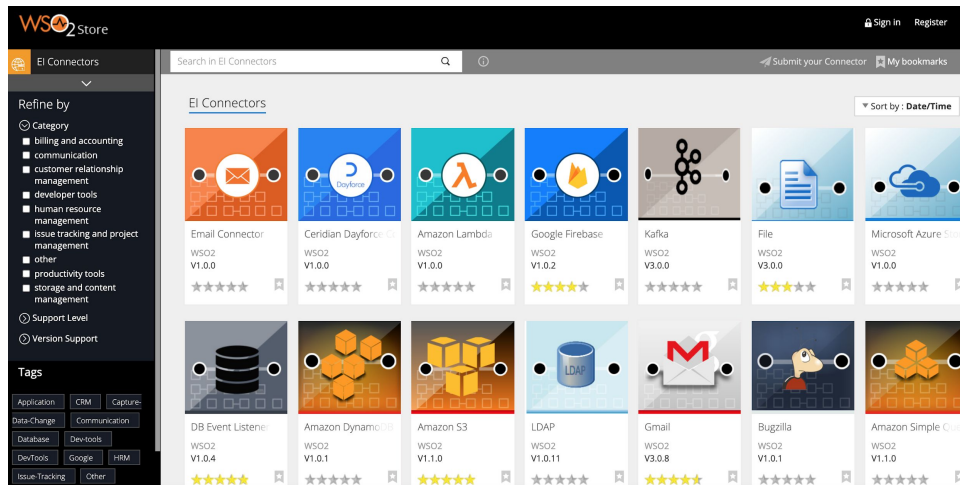 WSO2 Store
Sign in Register
EI Connectors
Search in EI Connectors
Submit your Connector My bookmarks
Refine by
Category
billing and accounting
communication
customer relationship
management
developer tools
human resource
management
issue tracking and project
management
other
productivity tools
storage and content
management
Support Level
Version Support
Tags
Application CRM Capture-
Data-Change Communication
Database Dev-tools
DevTools Google HRM
Issue-Tracking Other
EI Connectors
Sort by : Date/Time
Dayforce
Email Connector Ceridian Dayforce Amazon Lambda Google Firebase Kafka File Microsoft Azure
WSO2 WSO2 WSO2 WSO2 WSO2 WSO2 WSO2
V1.0.0 V1.0.0 V1.0.0 V1.0.2 V3.0.0 V3.0.0 V1.0.0
LDAP
DB Event Listener Amazon DynamoDB Amazon S3 LDAP Gmail Bugzilla Amazon Simple
WSO2 WSO2 WSO2 WSO2 WSO2 WSO2 WSO2
V1.0.4 V1.0.1 V1.1.0 V1.0.11 V3.0.8 V1.0.1 V1.1.0